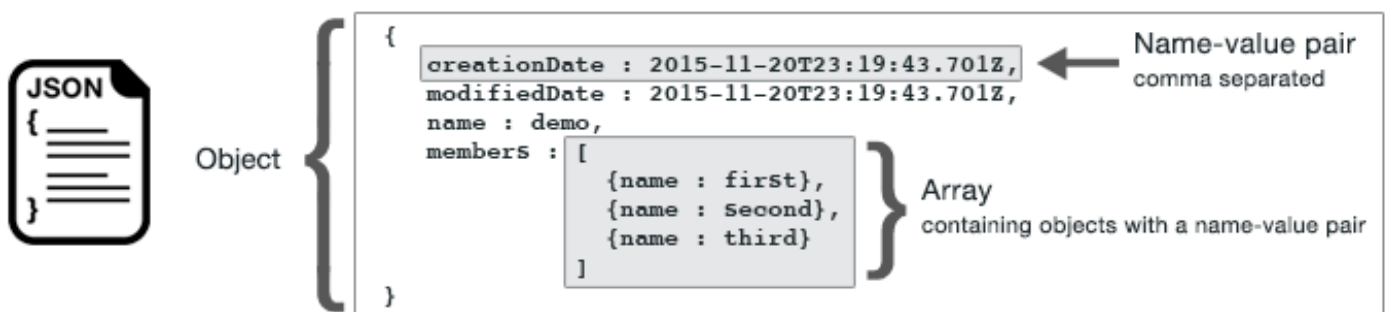 JSON
{
}
Object
{
creationDate : 2015-11-20T23:19:43.701Z,
modifiedDate : 2015-11-20T23:19:43.701Z,
name : demo,
members : [
{name : first},
{name : second},
{name : third}
]
}
Name-value pair
comma separated
Array
containing objects with a name-value pair